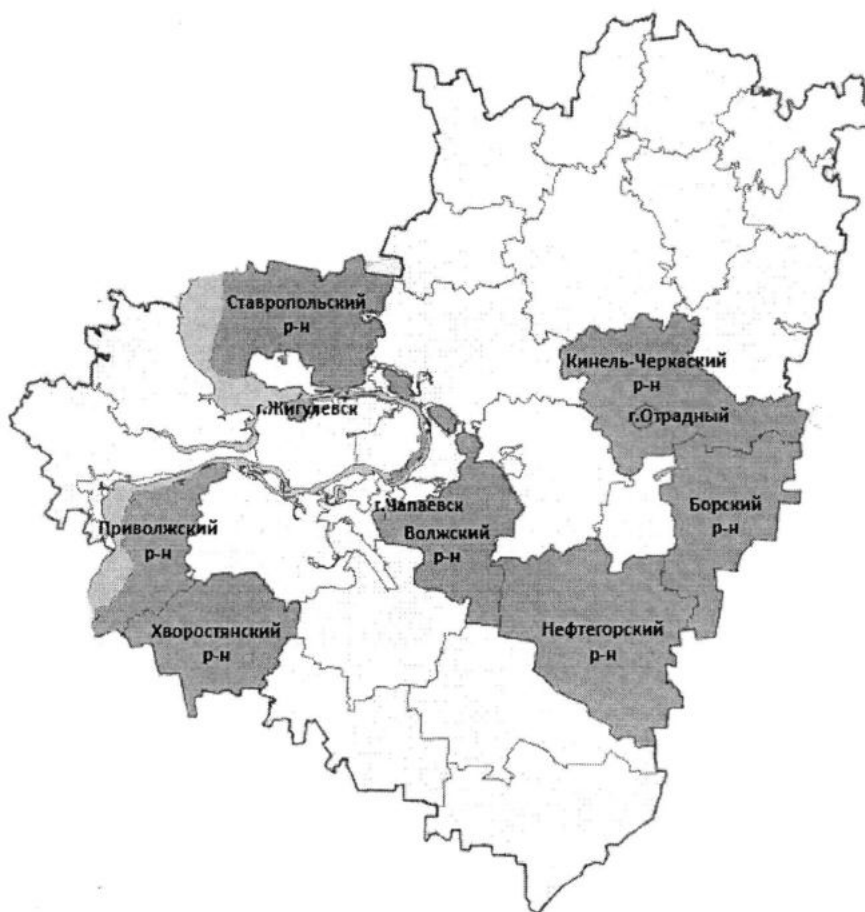 Ставропольский
р-н
Кинель-Черкасский
р-н
г.Жигулевск
г.Отрадный
г.Чапаевск
Волжский
р-н
Борский
р-н
Приволжский
р-н
Хворостянский
р-н
Нефтегорский
р-н